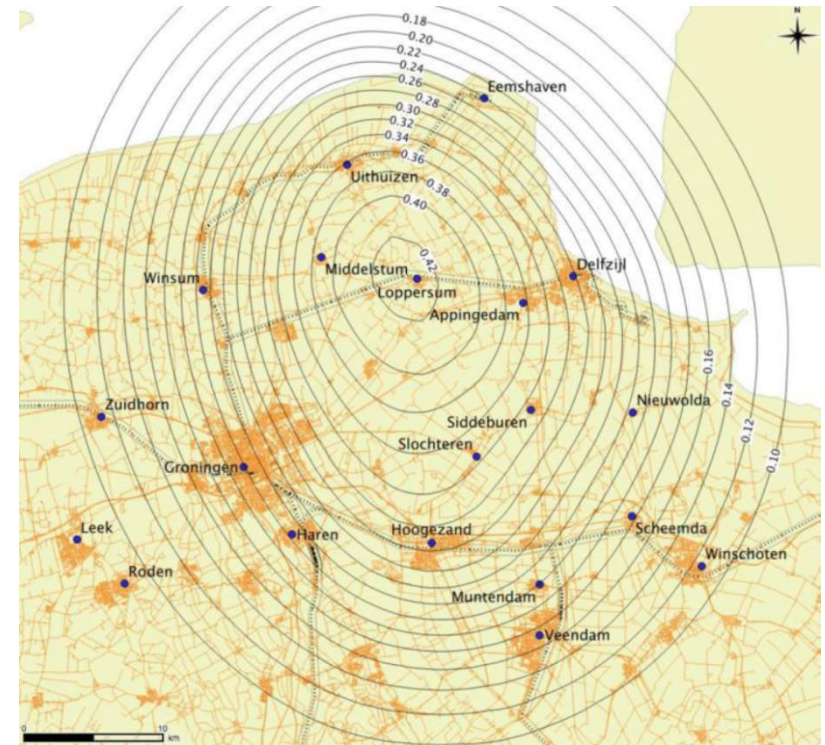 N
0.18
0.20
0.22
0.24
0.26
0.28
0.30
0.32
0.34
0.36
0.38
0.40
0.42
Eemshaven
Uithuizen
Middelstum
Loppersum
Winsum
Delfzijl
Appingedam
0.16
0.14
0.12
0.10
Zuidhorn
Nieuwolda
Siddeburen
Slochteren
Groningen
Leek
Haren
Hoogezand
Scheemda
Winschoten
Roden
Muntendam
Veendam
0
10
km